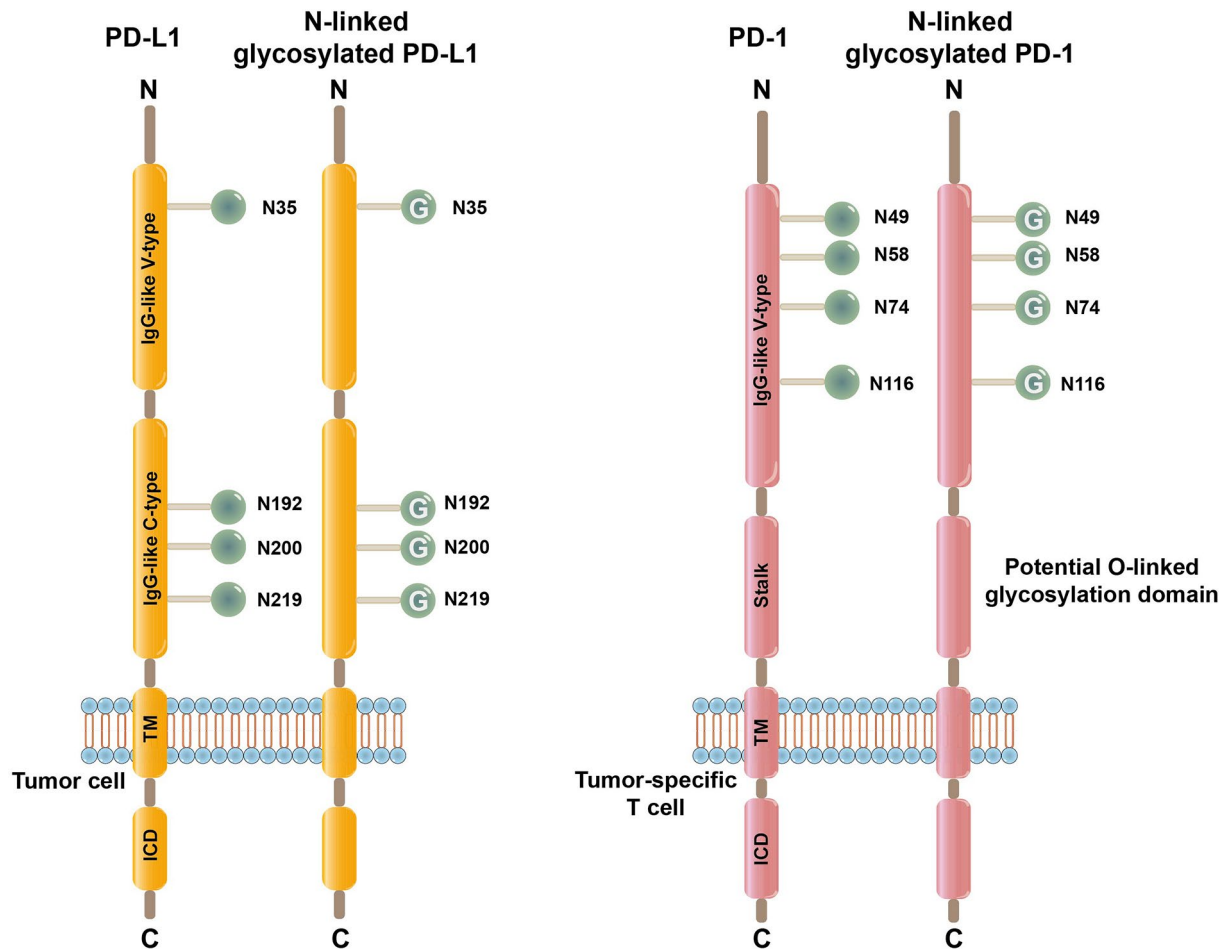 PD-L1
N-linked
glycosylated PD-L1
N
N
IgG-like V-type
N35
G
N35
IgG-like C-type
N192
N200
N219
G
N192
G
N200
G
N219
TM
Tumor cell
ICD
C
C
PD-1
N-linked
glycosylated PD-1
N
N
IgG-like V-type
N49
N58
N74
N116
G
N49
G
N58
G
N74
G
N116
Stalk
Potential O-linked
glycosylation domain
TM
Tumor-specific
T cell
ICD
C
C